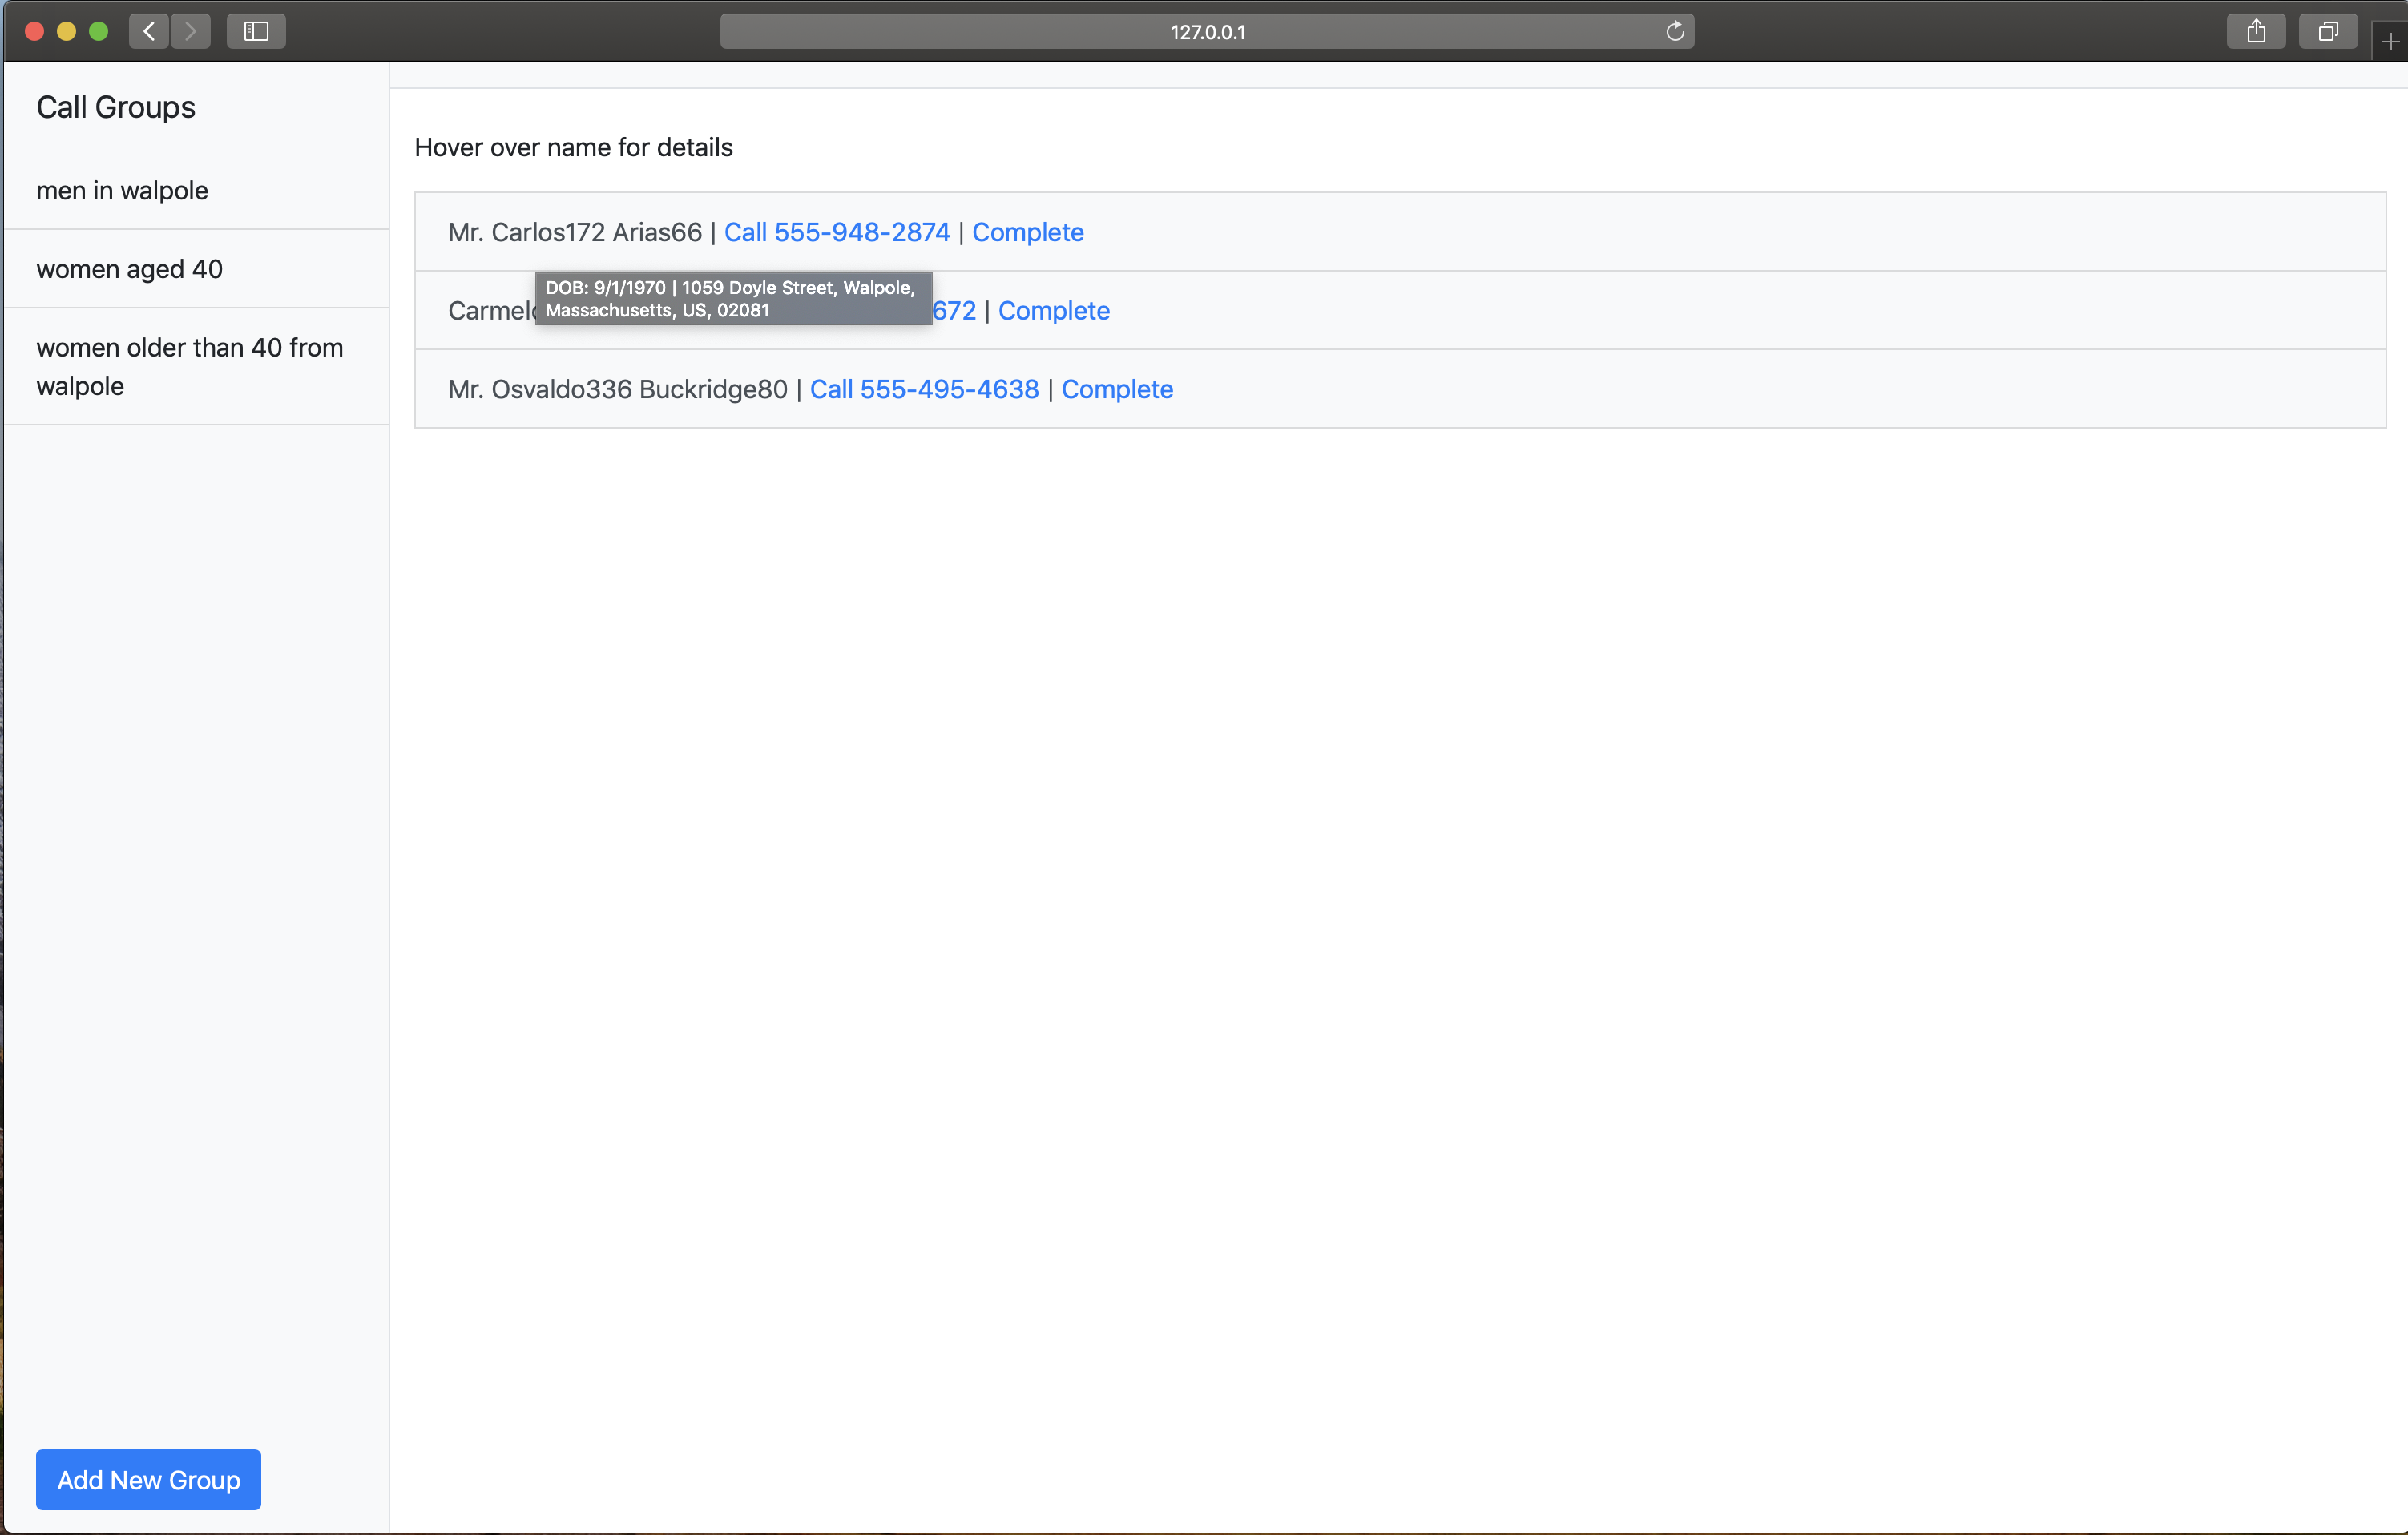 127.0.0.1
Call Groups
men in walpole
women aged 40
women older than 40 from
walpole
Add New Group
Hover over name for details
Mr. Carlos172 Arias66 | Call 555-948-2874 | Complete
DOB: 9/1/1970 | 1059 Doyle Street, Walpole,
Massachusetts, US, 02081
672 | Complete
Mr. Osvaldo336 Buckridge80 | Call 555-495-4638 | Complete